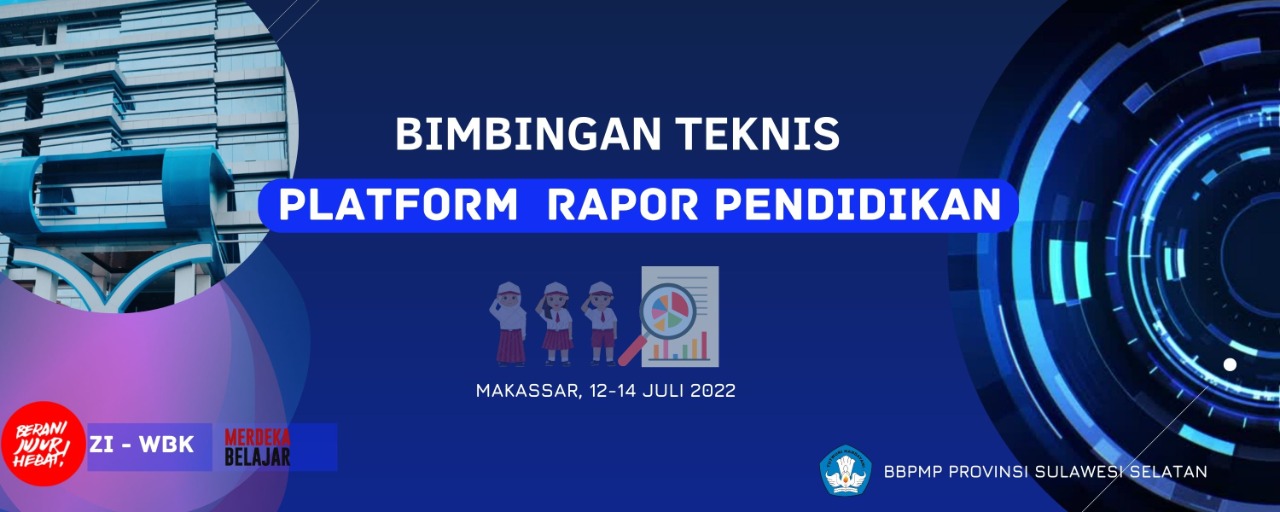 BIMBINGAN TEKNIS
PLATFORM RAPOR PENDIDIKAN
MAKASSAR, 12-14 JULI 2022
BERANI
JUJUR
HEBAT!
ZI - WBK
MERDEKA
BELAJAR
BBPMP PROVINSI SULAWESI SELATAN